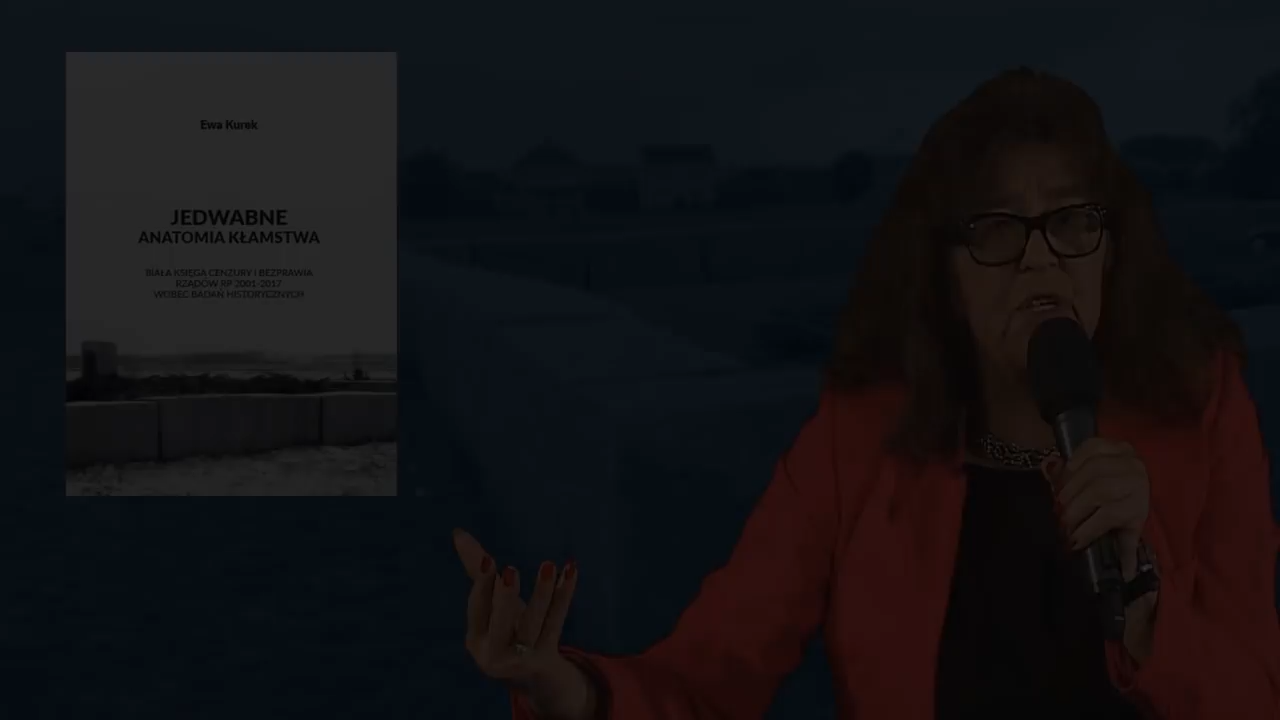 Ewa Kurek
JEDWABNE
ANATOMIA KŁAMSTWA
BIAŁA KSIĘGA CENZURY I BEZPRAWIA
RZĄDÓW RP 2001-2017
WOBEC BADAŃ HISTORYCZNYCH